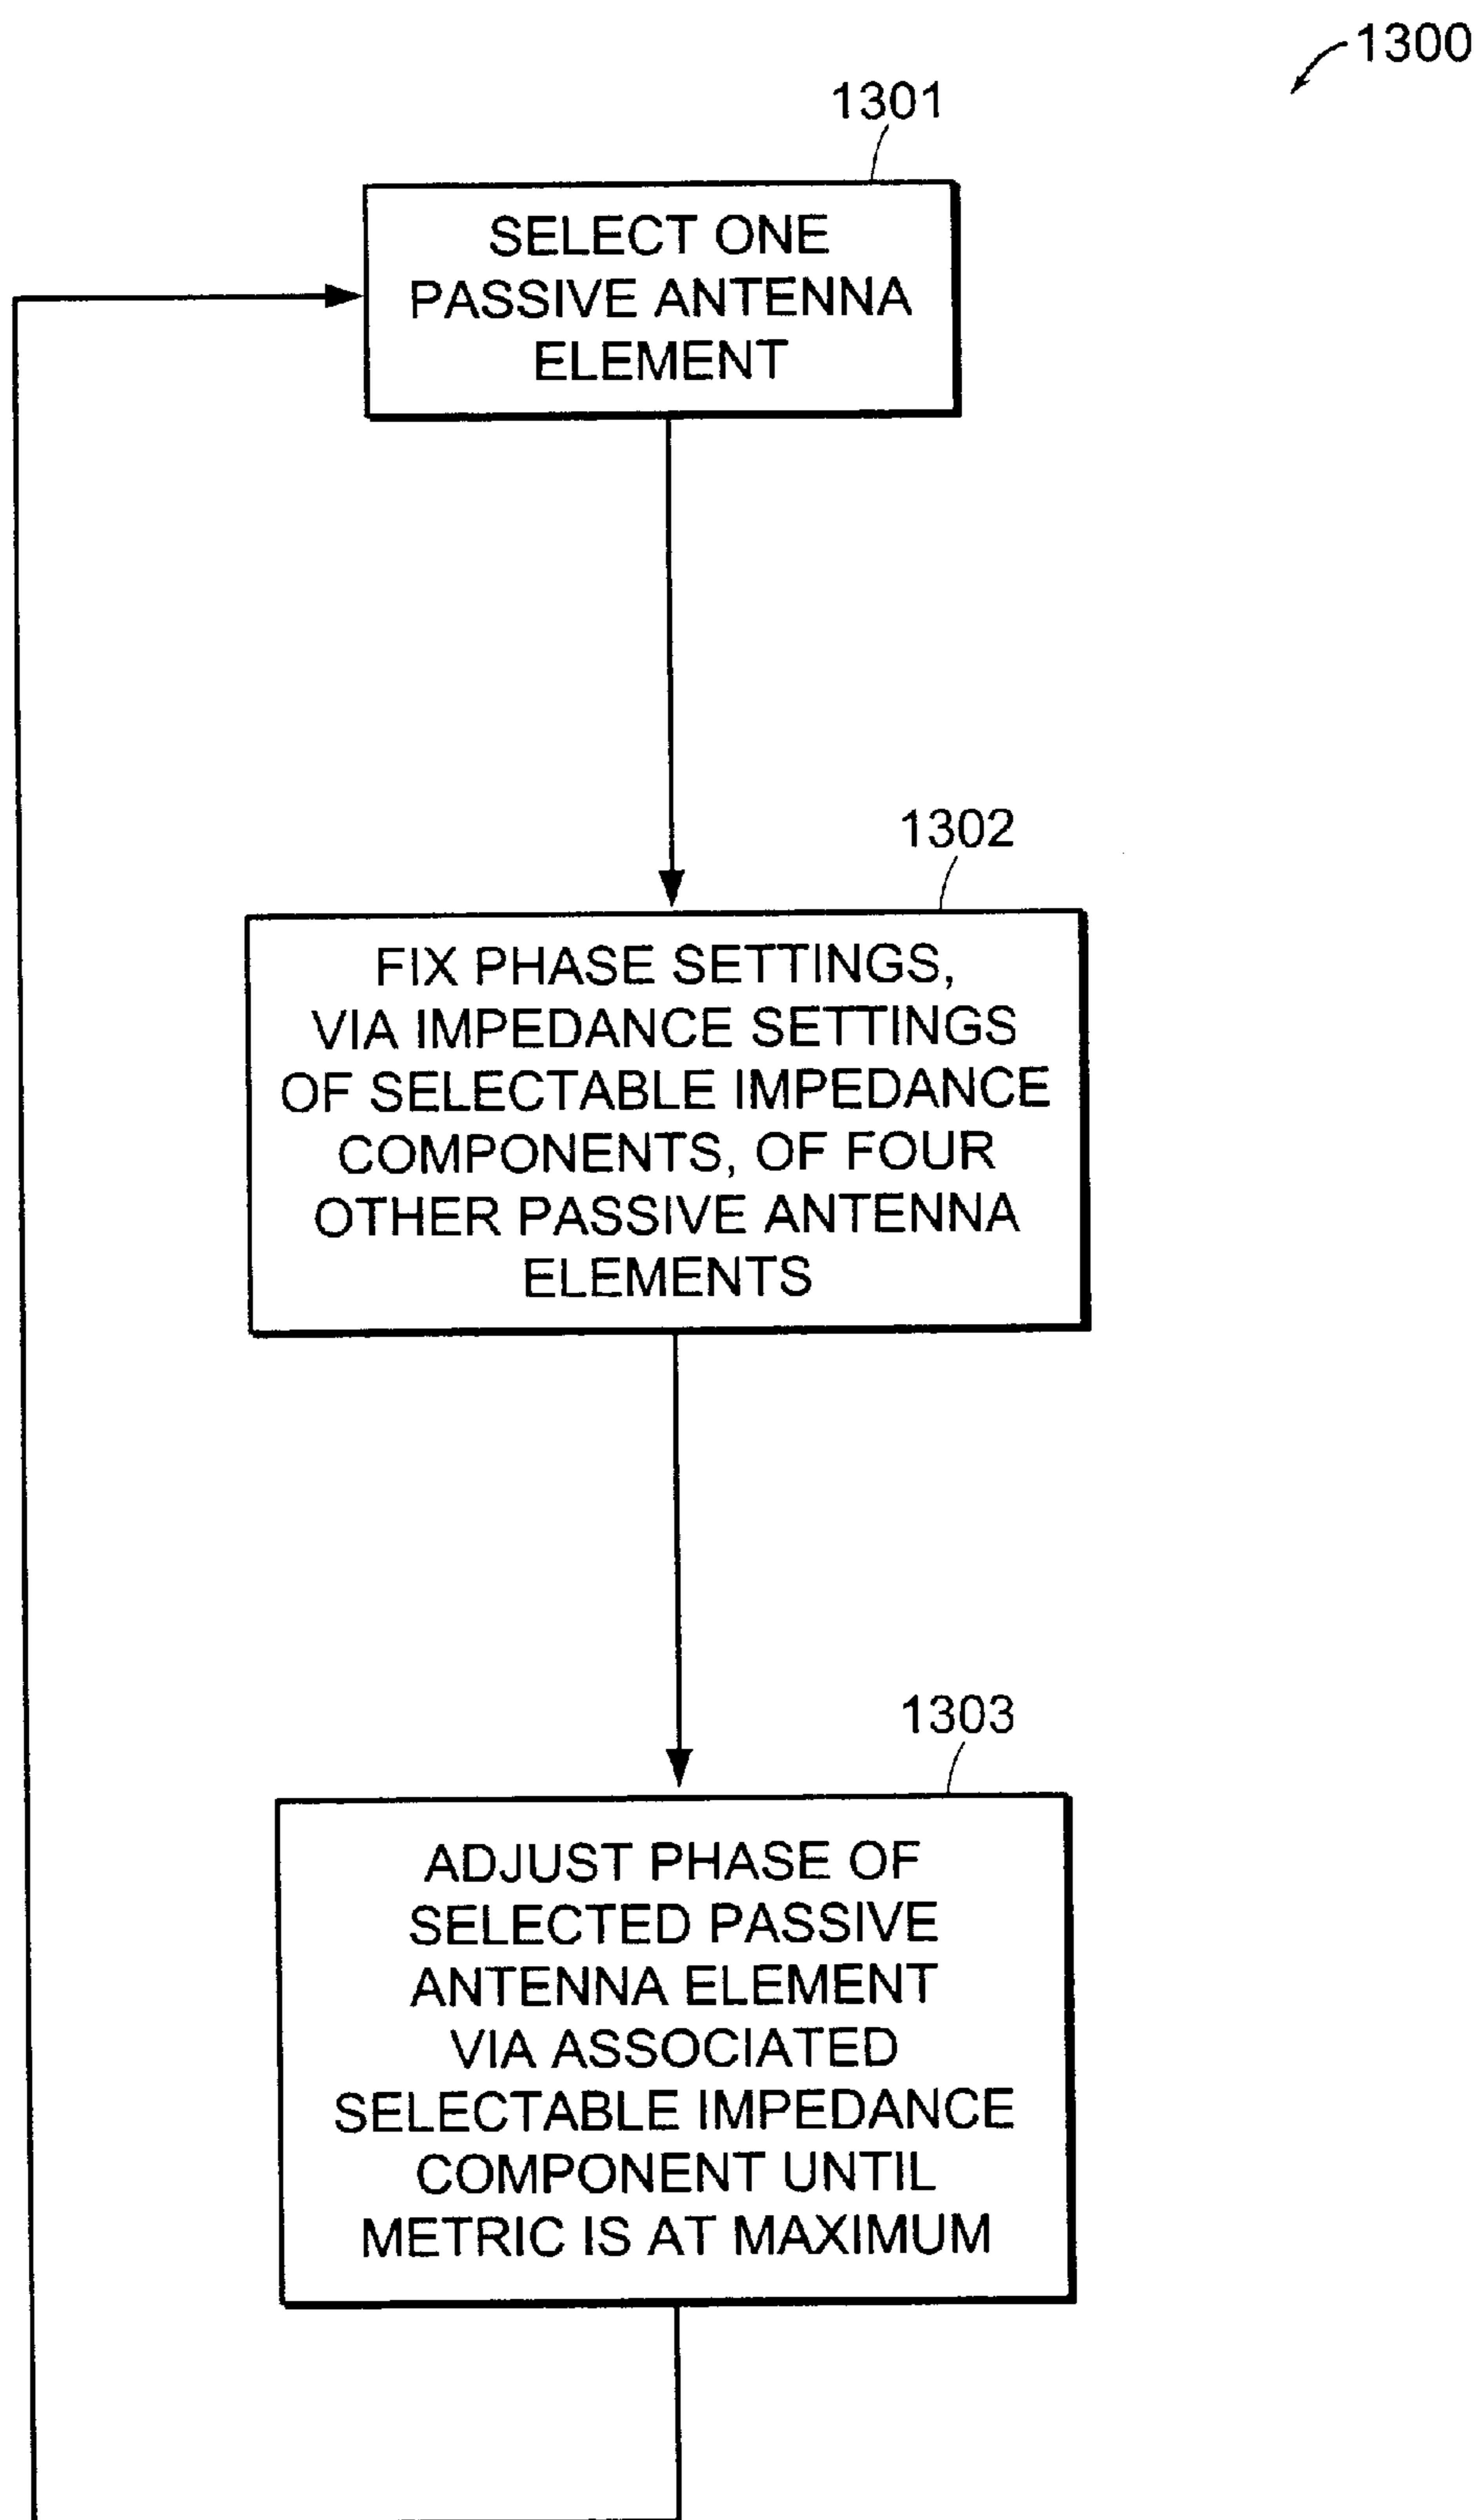 1300
1301
SELECT ONE
PASSIVE ANTENNA
ELEMENT
1302
FIX PHASE SETTINGS,
VIA IMPEDANCE SETTINGS
OF SELECTABLE IMPEDANCE
COMPONENTS, OF FOUR
OTHER PASSIVE ANTENNA
ELEMENTS
1303
ADJUST PHASE OF
SELECTED PASSIVE
ANTENNA ELEMENT
VIA ASSOCIATED
SELECTABLE IMPEDANCE
COMPONENT UNTIL
METRIC IS AT MAXIMUM